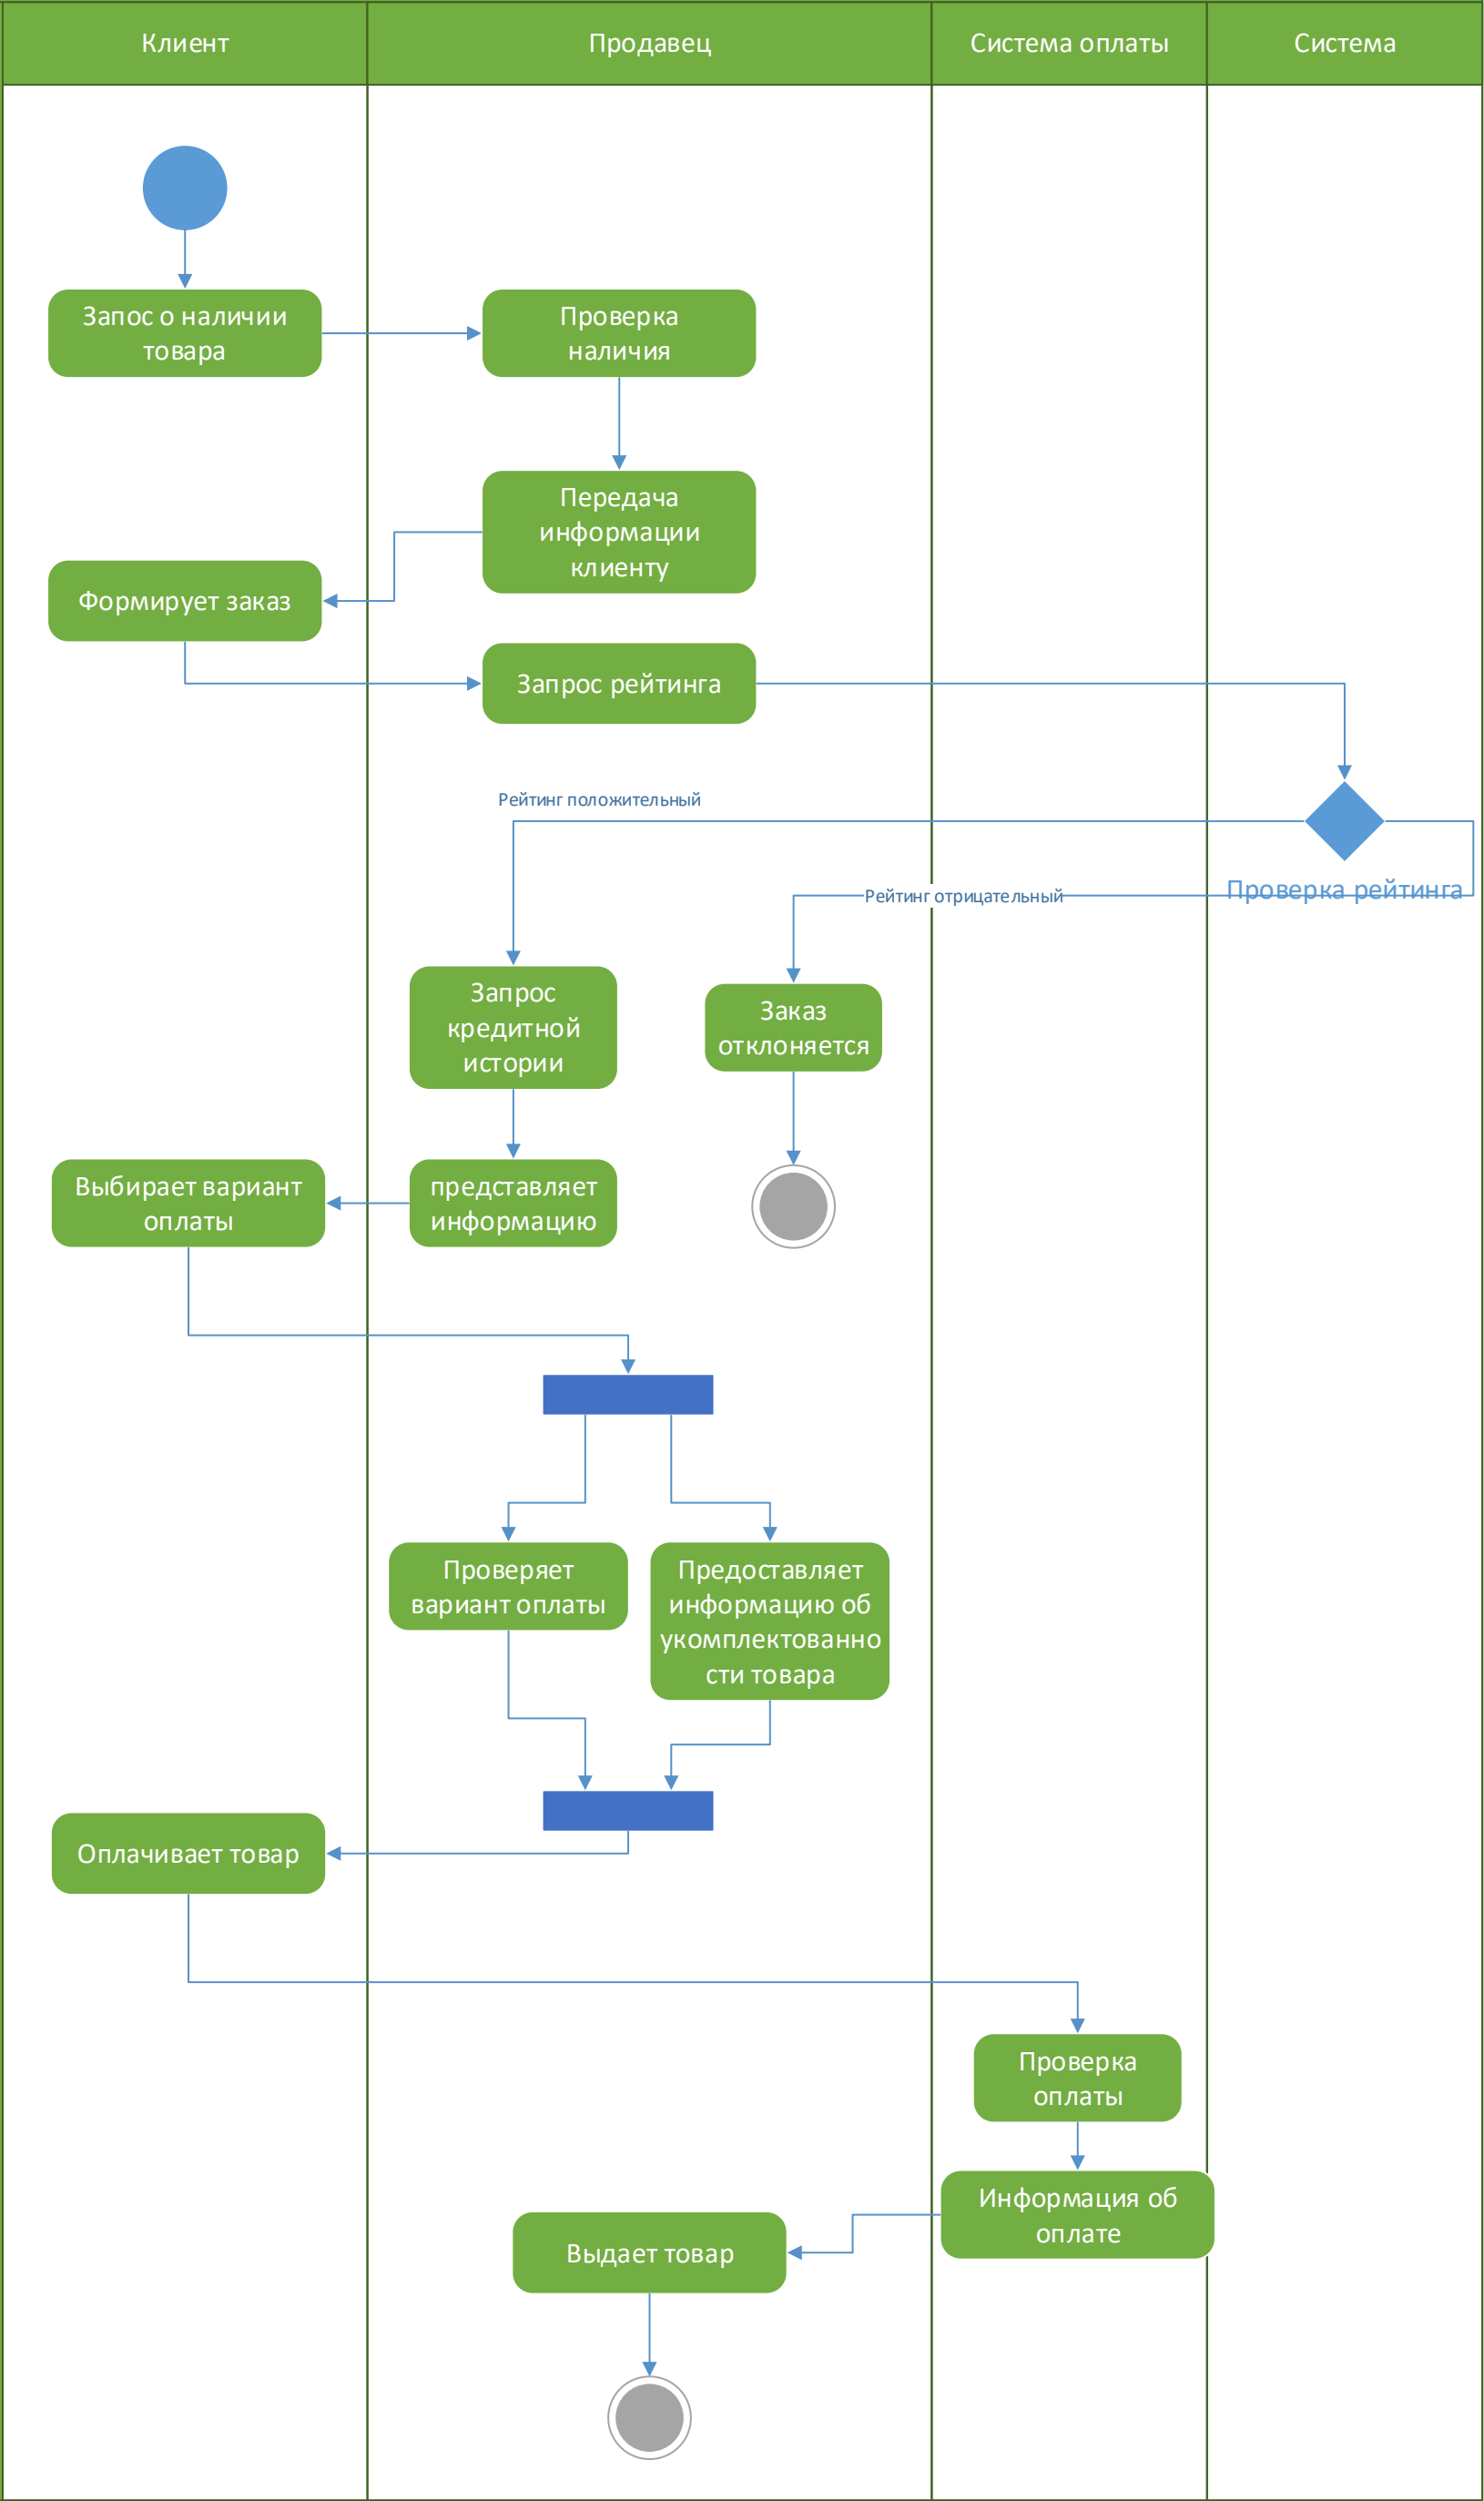 Клиент
Продавец
Система оплаты
Система
Запос о наличии
товара
Проверка
наличия
Передача
информации
клиенту
Формирует заказ
Запрос рейтинга
Рейтинг положительный
Проверка рейтинга
Рейтинг отрицательный
Запрос
кредитной
истории
Заказ
отклоняется
Выбирает вариант
оплаты
представляет
информацию
Проверяет
вариант оплаты
Предоставляет
информацию об
укомплектованно
сти товара
Оплачивает товар
Проверка
оплаты
Информация об
оплате
Выдает товар